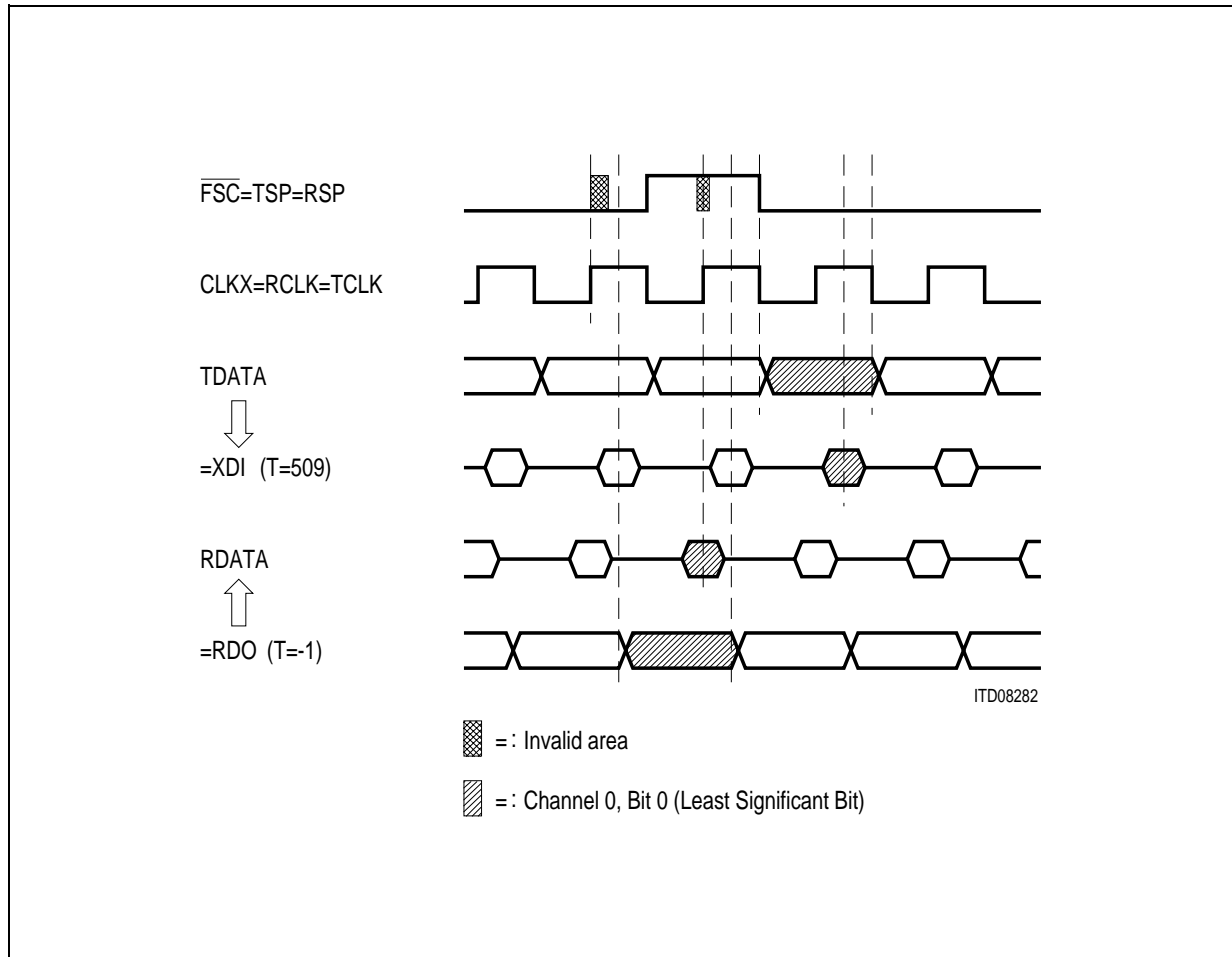 FSC=TSP=RSP
CLKX=RCLK=TCLK
TDATA
=XDI (T=509)
RDATA
=RDO (T=-1)
ITD08282
=: Invalid area
=: Channel 0, Bit 0 (Least Significant Bit)